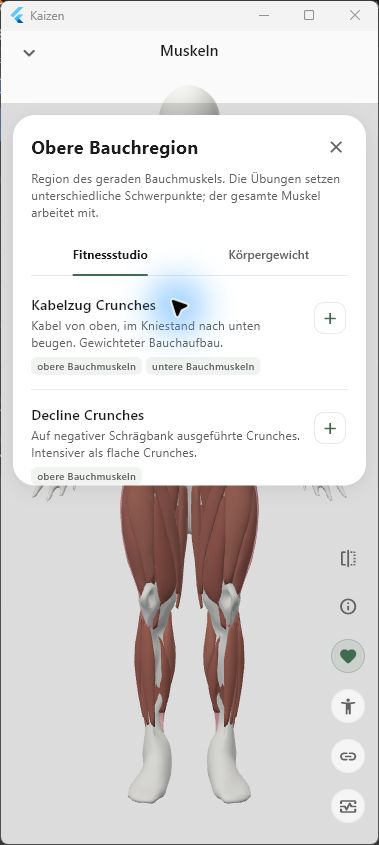 Kaizen
Muskeln
Obere Bauchregion
Region des geraden Bauchmuskels. Die Übungen setzen
unterschiedliche Schwerpunkte; der gesamte Muskel
arbeitet mit.
Fitnessstudio
Körpergewicht
Kabelzug Crunches
Kabel von oben, im Kniestand nach unten
beugen. Gewichteter Bauchaufbau.
obere Bauchmuskeln
untere Bauchmuskeln
Decline Crunches
Auf negativer Schrägbank ausgeführte Crunches.
Intensiver als flache Crunches.
obere Bauchmuskeln